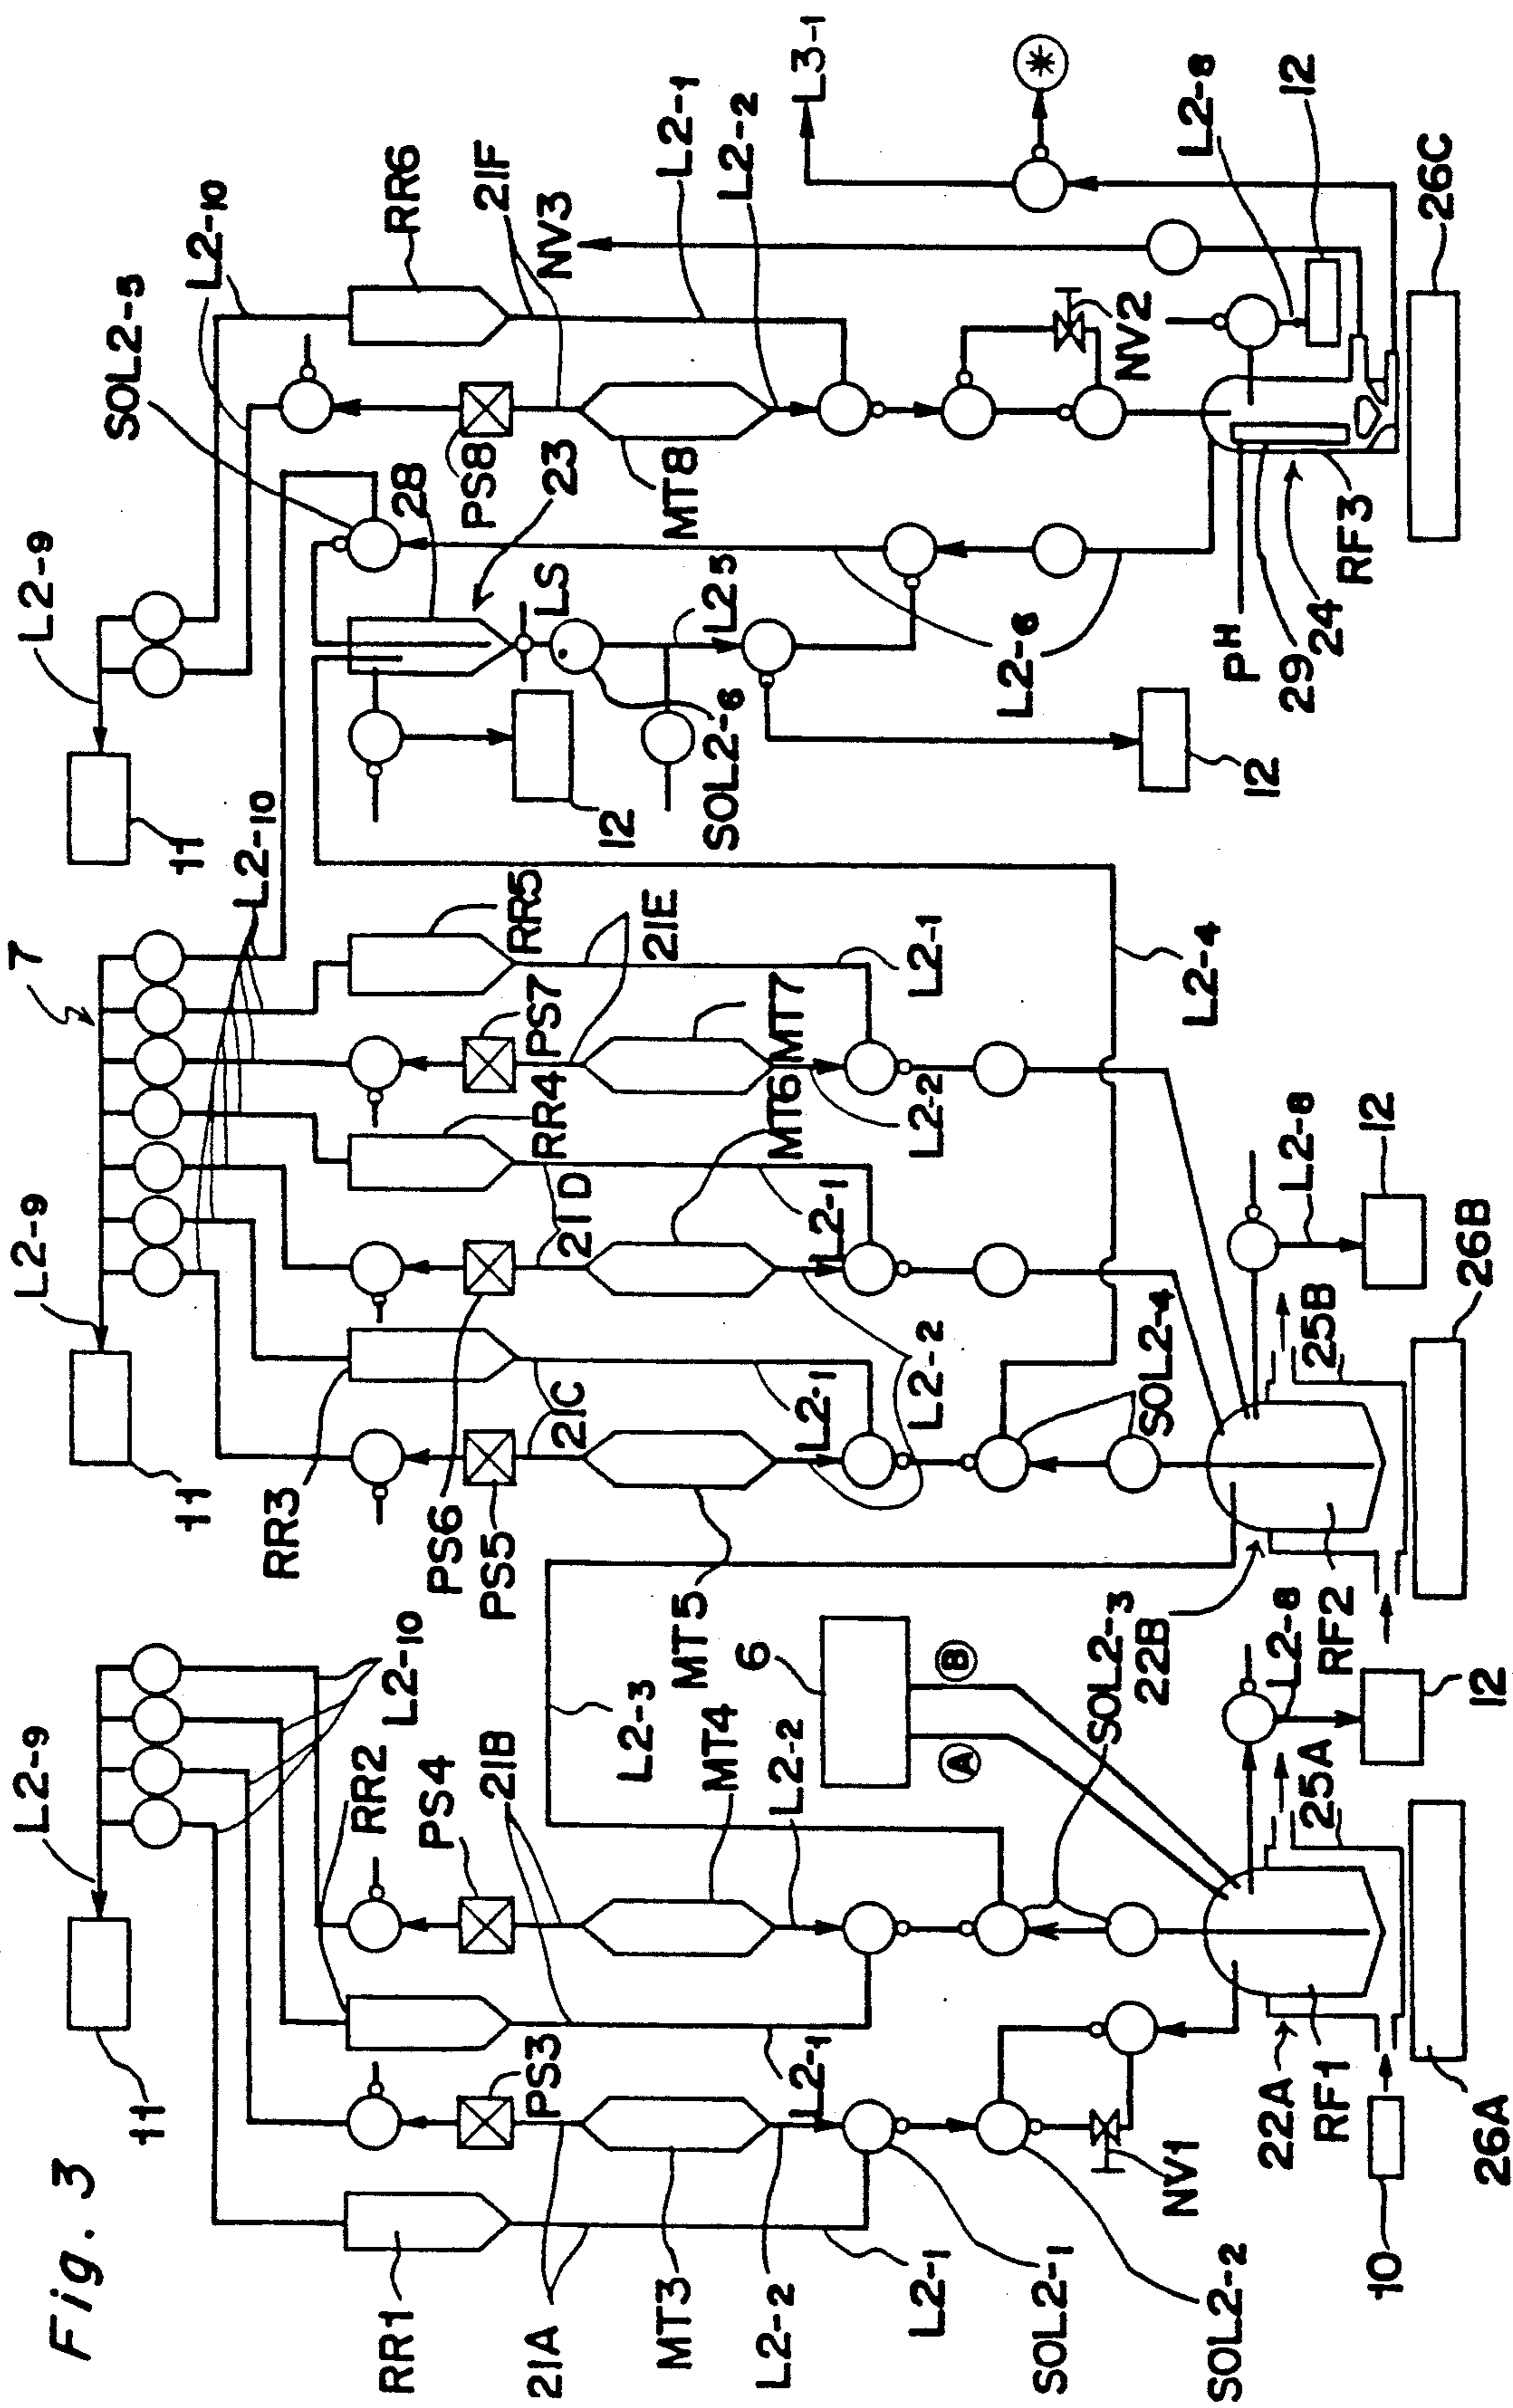 Fig. 3
7
L2-9
L2-9
L2-9
11
11
11
L2-10
L2-10
L2-10
SOL2-5
RR1
RR2
RR3
RR4
RR5
RR6
PS3
PS4
PS5
PS6
PS7
PS8
21A
21B
21C
21D
21E
21F
28
23
LS
MT3
MT4
MT5
MT6
MT7
MT8
L2-1
L2-1
L2-1
L2-1
L2-1
L2-1
L2-2
L2-2
L2-2
L2-2
L2-2
L2-3
L2-4
L25
L2-6
SOL2-1
SOL2-2
SOL2-3
SOL2-4
SOL2-6
NV1
NV2
NV3
L3-1
6
A
B
12
12
12
12
12
L2-8
L2-8
L2-8
22A
22B
RF1
RF2
RF3
25A
25B
26A
26B
26C
10
pH
29
24